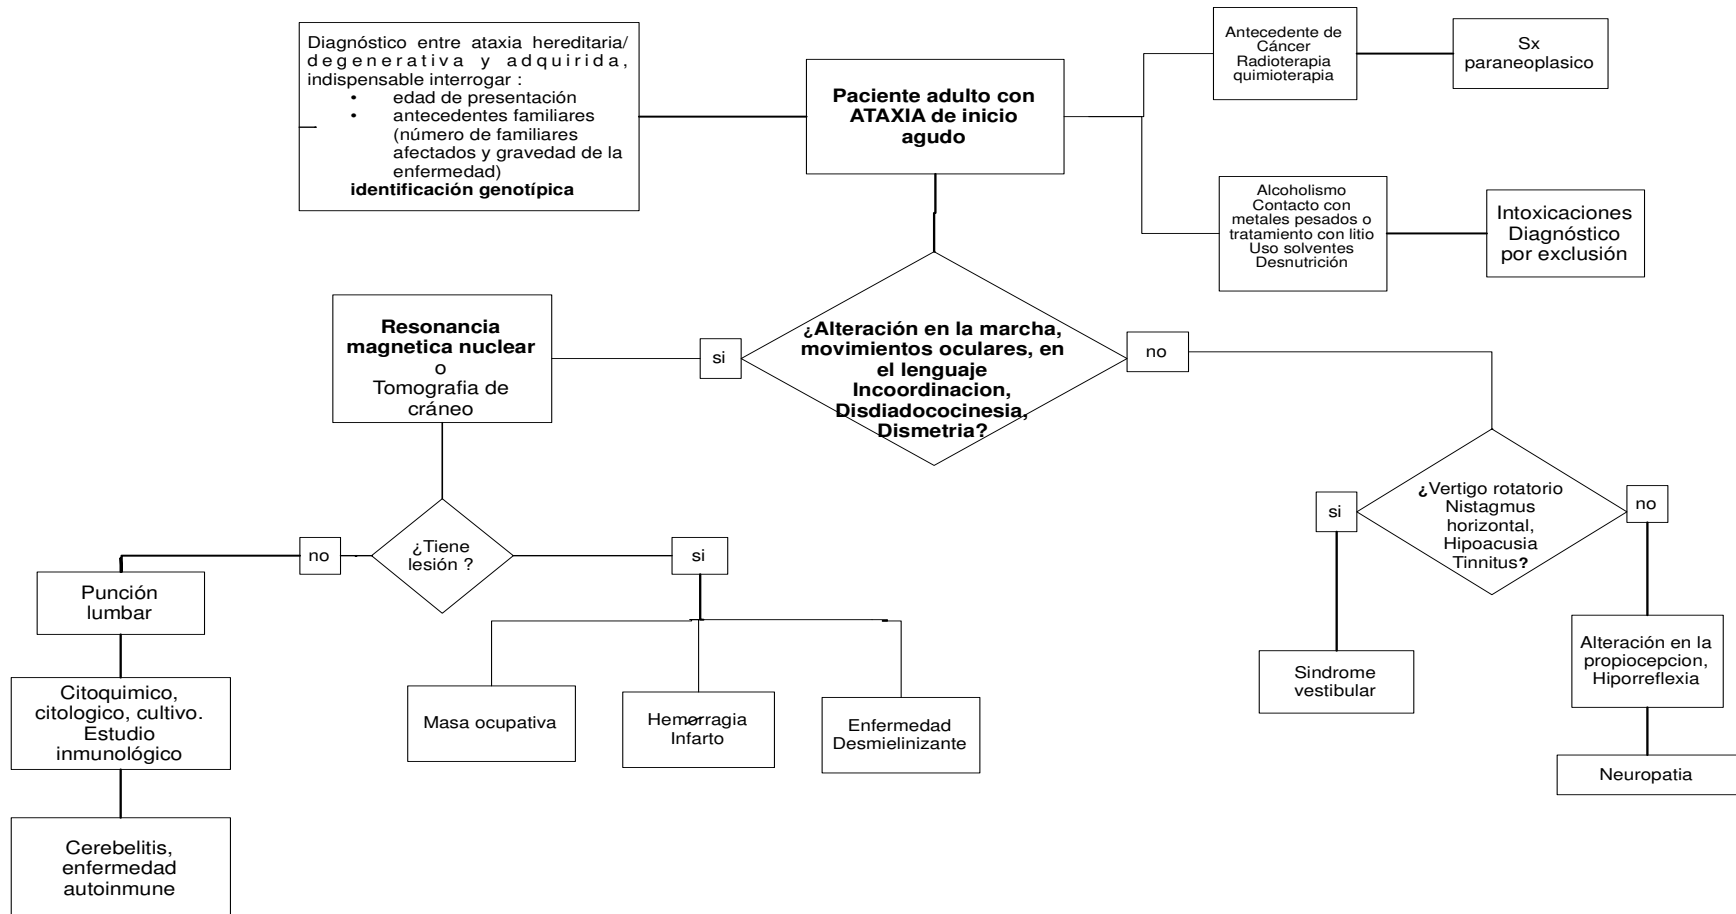 Diagnóstico entre ataxia hereditaria/
degenerativa y adquirida,
indispensable interrogar :
• edad de presentación
• antecedentes familiares
(número de familiares
afectados y gravedad de la
enfermedad)
identificación genotípica
Paciente adulto con
ATAXIA de inicio
agudo
Antecedente de
Cáncer
Radioterapia
quimioterapia
Sx
paraneoplasico
Alcoholismo
Contacto con
metales pesados o
tratamiento con litio
Uso solventes
Desnutrición
Intoxicaciones
Diagnóstico
por exclusión
Resonancia
magnetica nuclear
o
Tomografia de
cráneo
si
¿Alteración en la marcha,
movimientos oculares, en
el lenguaje
Incoordinacion,
Disdiadococinesia,
Dismetria?
no
¿Tiene
lesión ?
no
si
Punción
lumbar
Citoquimico,
citologico, cultivo.
Estudio
inmunológico
Cerebelitis,
enfermedad
autoinmune
Masa ocupativa
Hemorragia
Infarto
Enfermedad
Desmielinizante
si
¿Vertigo rotatorio
Nistagmus
horizontal,
Hipoacusia
Tinnitus?
no
Sindrome
vestibular
Alteración en la
propiocepcion,
Hiporreflexia
Neuropatia